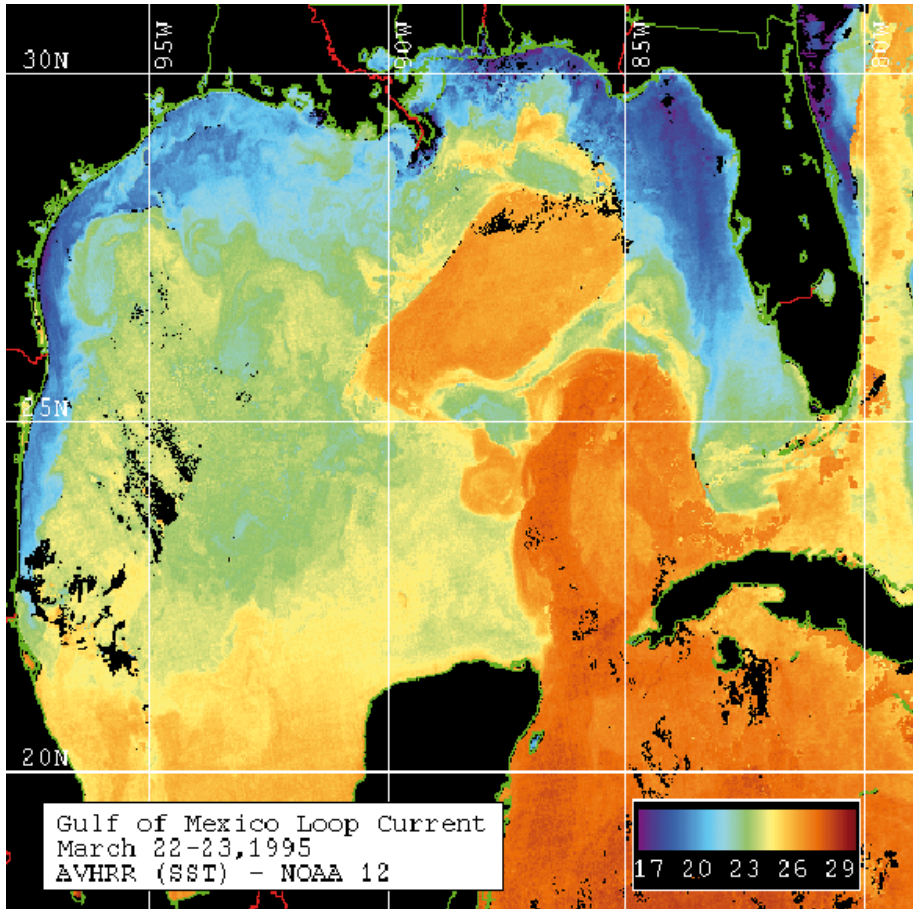 95W
90W
85W
80W
30N
25N
20N
Gulf of Mexico Loop Current
March 22-23,1995
AVHRR (SST) - NOAA 12
17 20 23 26 29